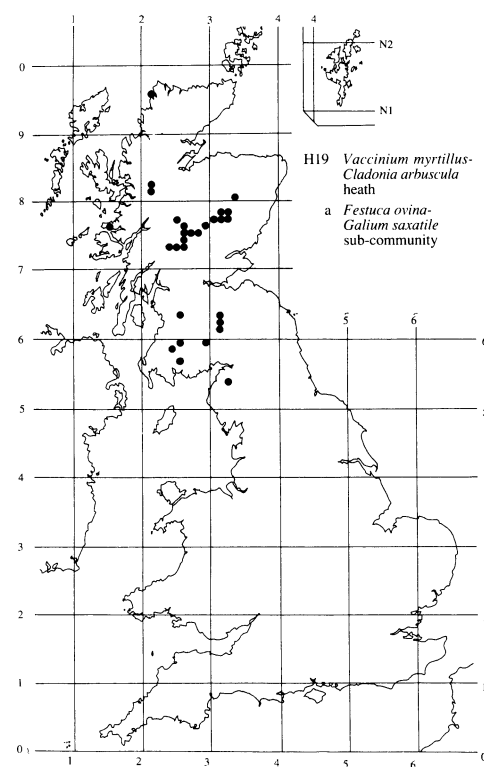 1 2 3 4
4
N2
N1
0
9
8
7
6
5
4
3
2
1
0
H19 Vaccinium myrtillus-
Cladonia arbuscula
heath
a Festuca ovina-
Galium saxatile
sub-community
5 6
1 2 3 4 5 6